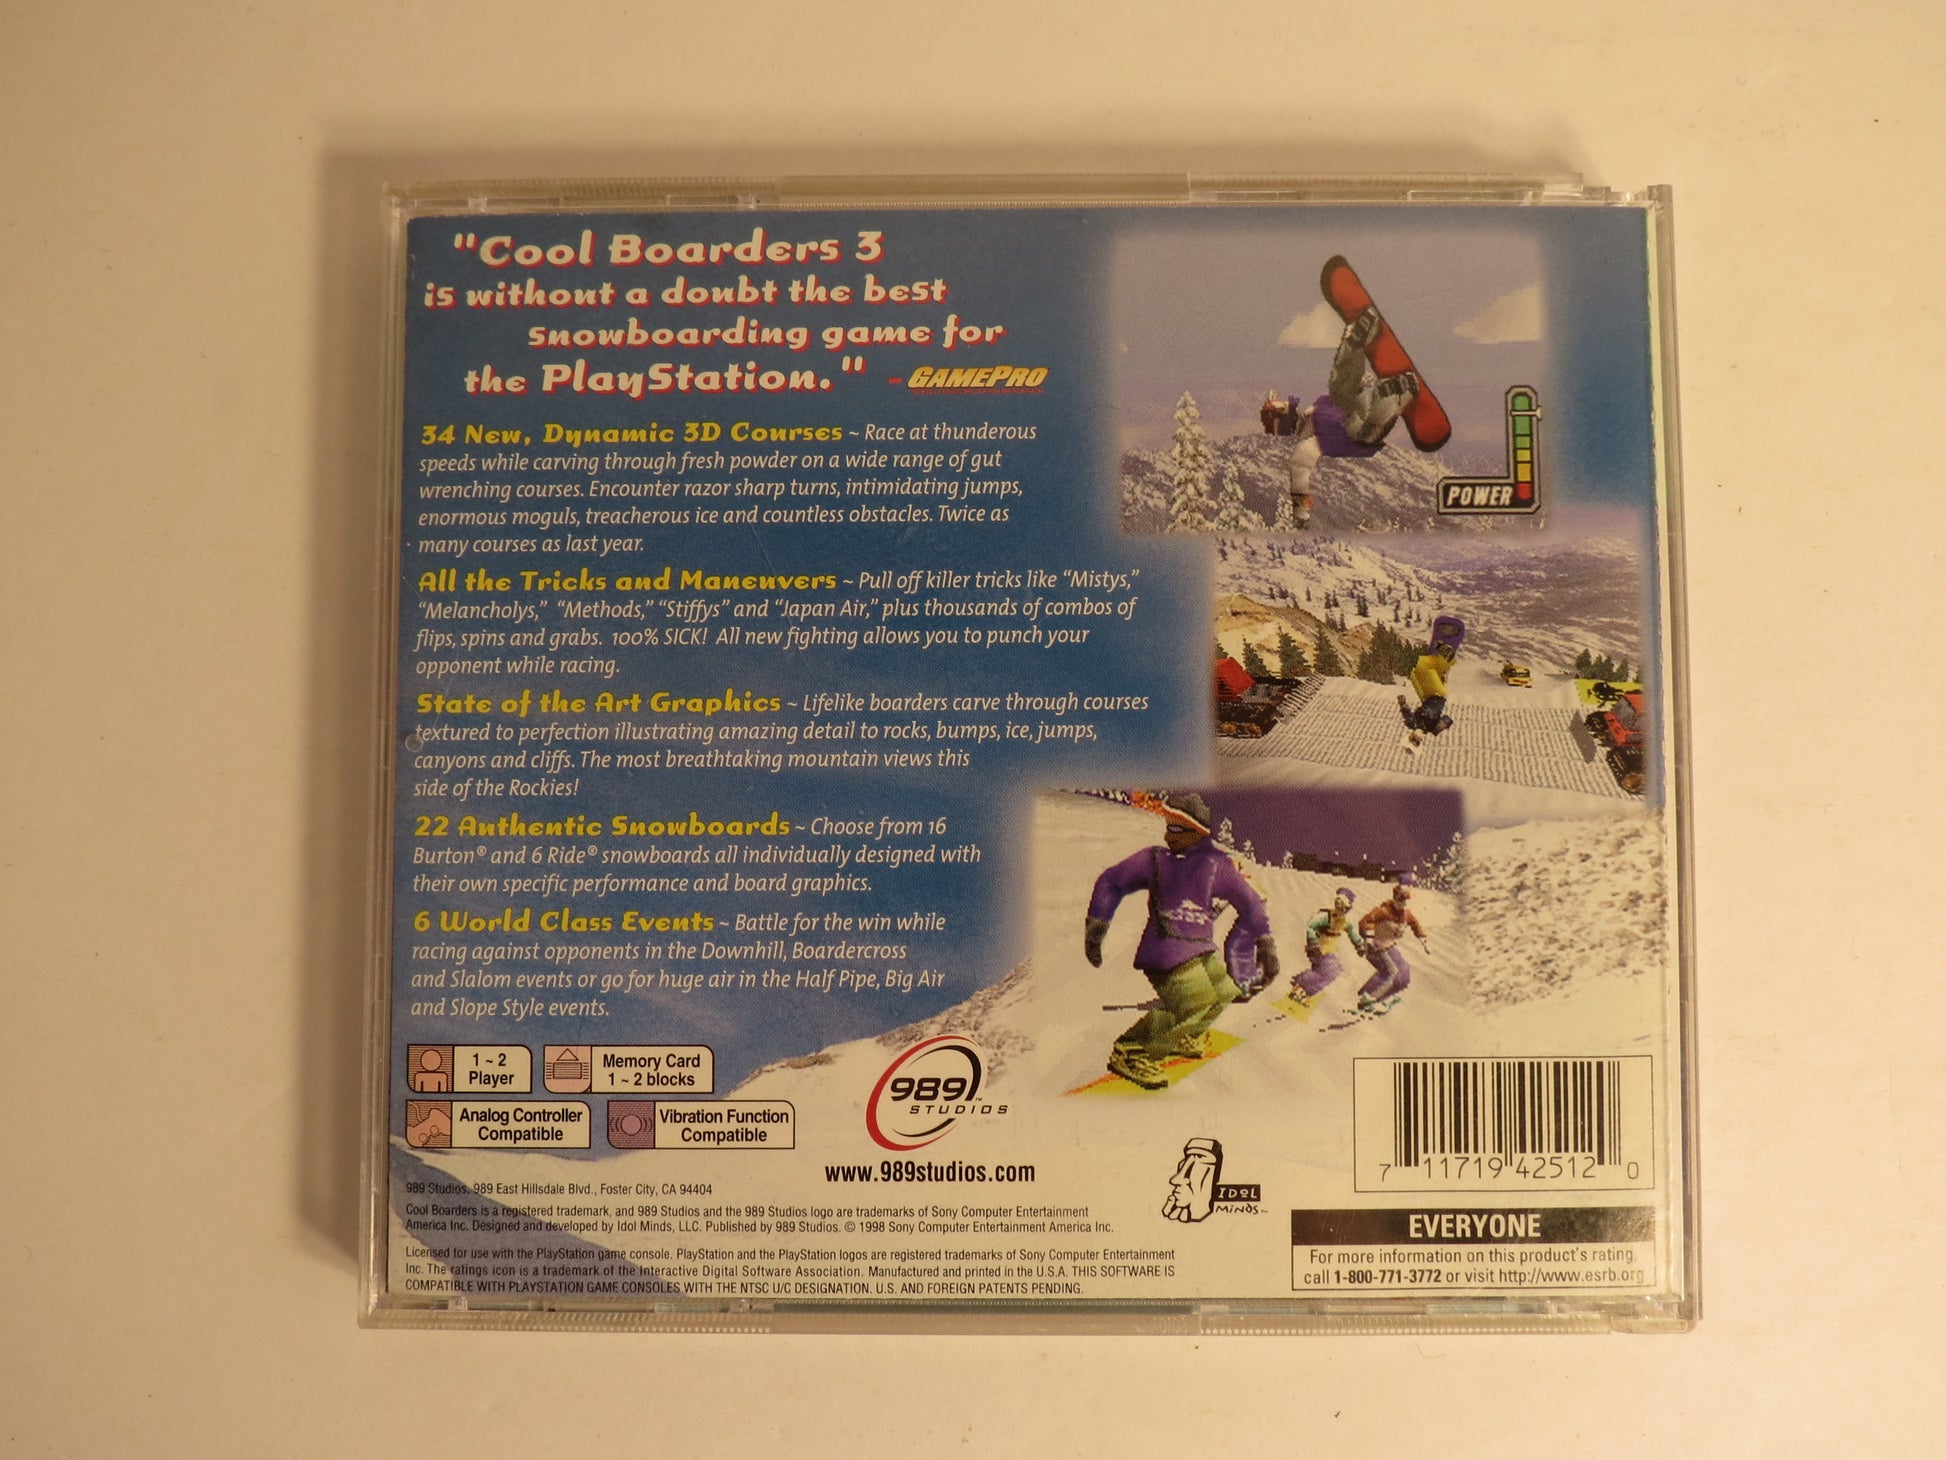 "Cool Boarders 3
is without a doubt the best
snowboarding game for
the PlayStation." - GAMEPRO
34 New, Dynamic 3D Courses ~ Race at thunderous
speeds while carving through fresh powder on a wide range of gut
wrenching courses. Encounter razor sharp turns, intimidating jumps,
enormous moguls, treacherous ice and countless obstacles. Twice as
many courses as last year.
All the Tricks and Maneuvers ~ Pull off killer tricks like “Mistys,”
“Melancholys,” “Methods,” “Stiffys” and “Japan Air,” plus thousands of combos of
flips, spins and grabs. 100% SICK! All new fighting allows you to punch your
opponent while racing.
State of the Art Graphics ~ Lifelike boarders carve through courses
textured to perfection illustrating amazing detail to rocks, bumps, ice, jumps,
canyons and cliffs. The most breathtaking mountain views this
side of the Rockies!
22 Authentic Snowboards ~ Choose from 16
Burton® and 6 Ride® snowboards all individually designed with
their own specific performance and board graphics.
6 World Class Events ~ Battle for the win while
racing against opponents in the Downhill, Boardercross
and Slalom events or go for huge air in the Half Pipe, Big Air
and Slope Style events.
POWER
1 ~ 2
Player
Memory Card
1 ~ 2 blocks
Analog Controller
Compatible
Vibration Function
Compatible
989™
STUDIOS
www.989studios.com
IDOL
MINDS™
7 11719 42512 0
989 Studios, 989 East Hillsdale Blvd., Foster City, CA 94404
Cool Boarders is a registered trademark, and 989 Studios and the 989 Studios logo are trademarks of Sony Computer Entertainment
America Inc. Designed and developed by Idol Minds, LLC. Published by 989 Studios. © 1998 Sony Computer Entertainment America Inc.
Licensed for use with the PlayStation game console. PlayStation and the PlayStation logos are registered trademarks of Sony Computer Entertainment
Inc. The ratings icon is a trademark of the Interactive Digital Software Association. Manufactured and printed in the U.S.A. THIS SOFTWARE IS
COMPATIBLE WITH PLAYSTATION GAME CONSOLES WITH THE NTSC U/C DESIGNATION. U.S. AND FOREIGN PATENTS PENDING.
EVERYONE
For more information on this product's rating,
call 1-800-771-3772 or visit http://www.esrb.org